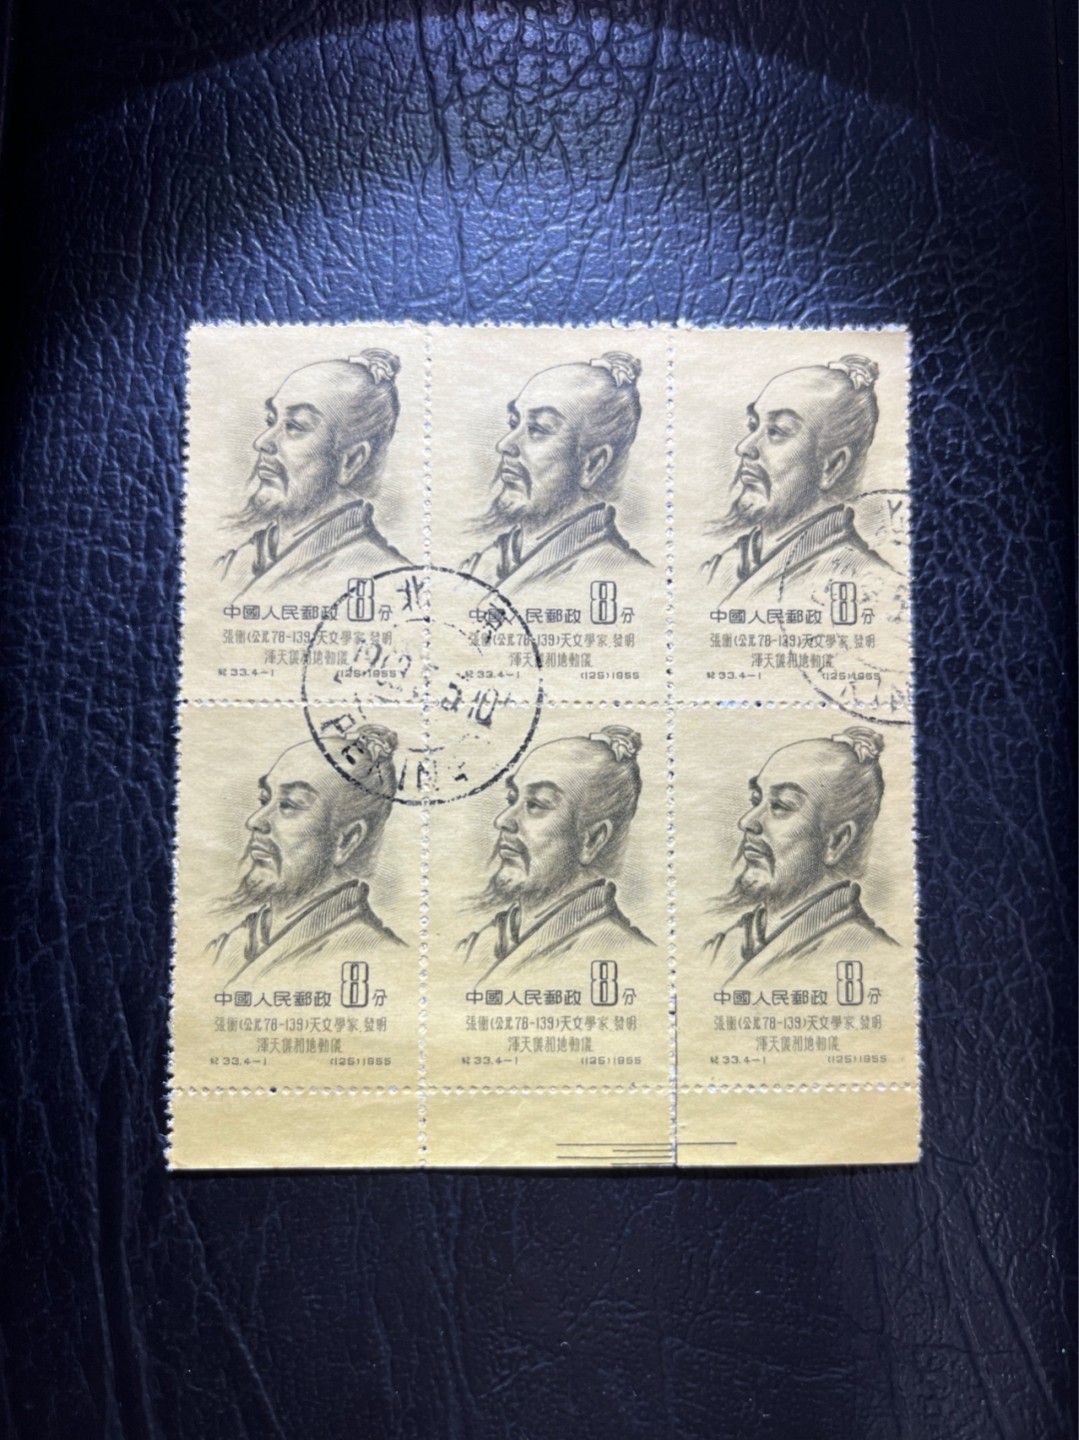 中國人民郵政 8分
張衡(公元78-139)天文學家,發明
渾天儀和地動儀
紀33.4-1 (125)1955
中國人民郵政 8分
張衡(公元78-139)天文學家,發明
渾天儀和地動儀
紀33.4-1 (125)1955
中國人民郵政 8分
張衡(公元78-139)天文學家,發明
渾天儀和地動儀
紀33.4-1 (125)1955
北
PEKING
中國人民郵政 8分
張衡(公元78-139)天文學家,發明
渾天儀和地動儀
紀33.4-1 (125)1955
中國人民郵政 8分
張衡(公元78-139)天文學家,發明
渾天儀和地動儀
紀33.4-1 (125)1955
中國人民郵政 8分
張衡(公元78-139)天文學家,發明
渾天儀和地動儀
紀33.4-1 (125)1955